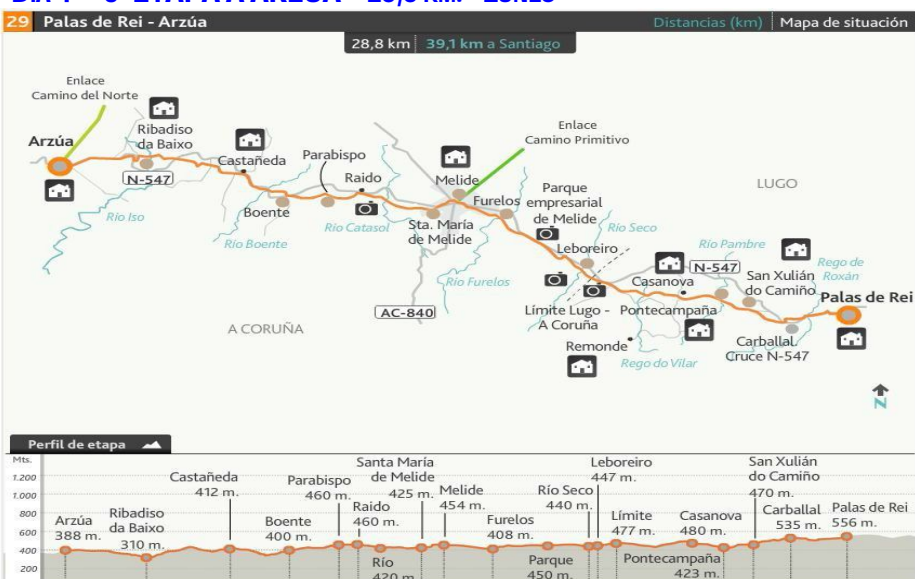 29 Palas de Rei - Arzúa
Distancias (km) Mapa de situación
28,8 km 39,1 km a Santiago
Enlace
Camino del Norte
Arzúa
Ribadiso
da Baixo
N-547
Castañeda
Parabispo
Raido
Melide
Enlace
Camino Primitivo
LUGO
Río Iso
Boente
Río Boente
Río Catasol
Sta. María
de Melide
Furelos
Parque
empresarial
de Melide
Río Seco
Río Furelos
Leboreiro
AC-840
A CORUÑA
Límite Lugo -
A Coruña
Casanova
Pontecampaña
Río Pambre
N-547
San Xulián
do Camiño
Rego de
Roxán
Palas de Rei
Carballal
Cruce N-547
Remonde
Rego do Vilar
N
Perfil de etapa
Mts.
1.200
1.000
800
600
400
200
Arzúa
388 m.
Ribadiso
da Baixo
310 m.
Castañeda
412 m.
Boente
400 m.
Parabispo
460 m.
Raido
460 m.
Río
420 m.
Santa María
de Melide
425 m.
Melide
454 m.
Furelos
408 m.
Río Seco
440 m.
Parque
450 m.
Leboreiro
447 m.
Límite
477 m.
Casanova
480 m.
Pontecampaña
423 m.
San Xulián
do Camiño
470 m.
Carballal
535 m.
Palas de Rei
556 m.